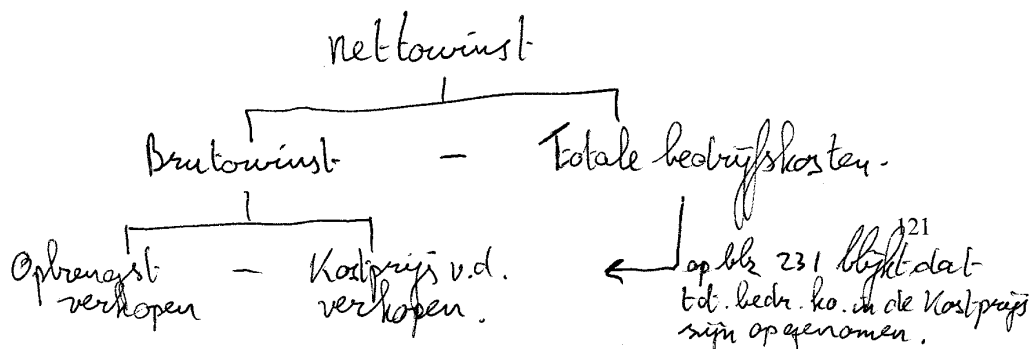 nettowinst
Brutowinst - Totale bedrijfskosten.
Opbrengst - Kostprijs v.d.
verkopen verkopen.
121
op blz 231 blijkt dat
tot. bedr. ko. in de Kostprijs
zijn opgenomen.